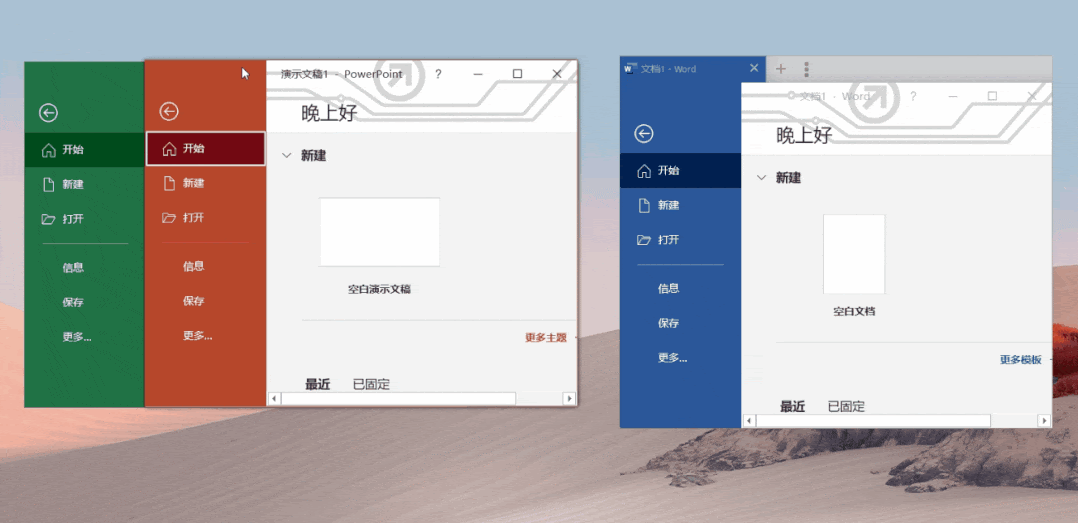 开始
新建
打开
信息
保存
更多...
演示文稿1 - PowerPoint
晚上好
开始
新建
打开
信息
保存
更多...
新建
空白演示文稿
更多主题
最近 已固定
文档1 - Word
文档1 - Word
晚上好
开始
新建
打开
信息
保存
更多...
新建
空白文档
更多模板
最近 已固定